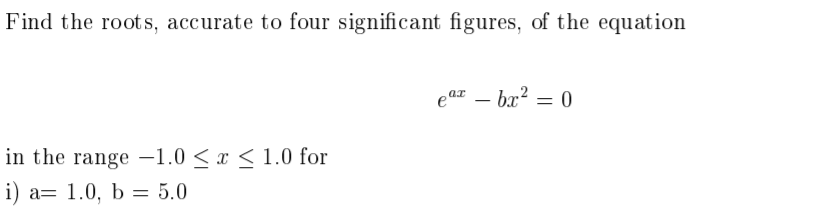 Find the roots, accurate to four significant figures, of the equation
e^{ax} − bx² = 0
in the range −1.0 ≤ x ≤ 1.0 for
i) a= 1.0, b = 5.0